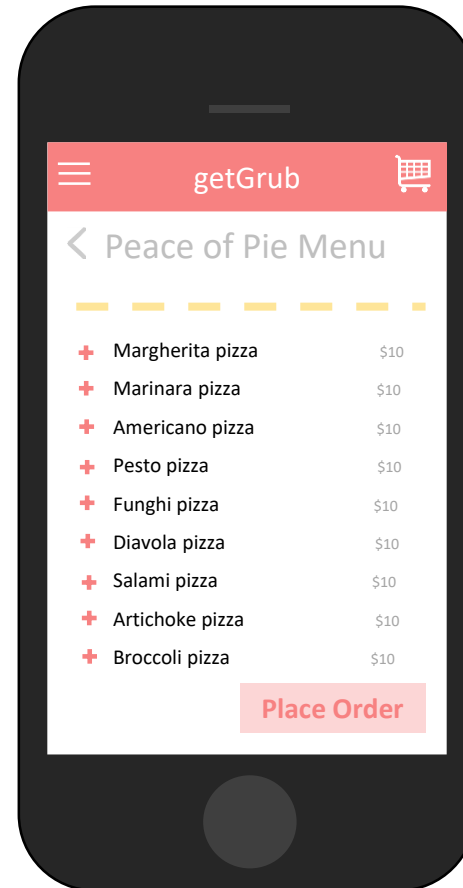 getGrub
Peace of Pie Menu
Margherita pizza $10
Marinara pizza $10
Americano pizza $10
Pesto pizza $10
Funghi pizza $10
Diavola pizza $10
Salami pizza $10
Artichoke pizza $10
Broccoli pizza $10
Place Order